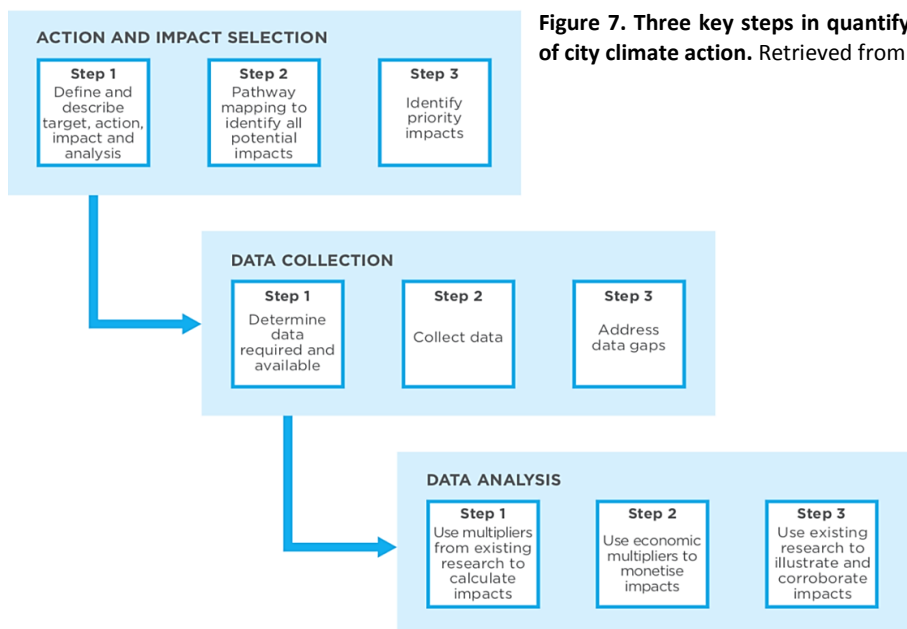 Figure 7. Three key steps in quantify
of city climate action. Retrieved from
ACTION AND IMPACT SELECTION
Step 1
Define and
describe
target, action,
impact and
analysis
Step 2
Pathway
mapping to
identify all
potential
impacts
Step 3
Identify
priority
impacts
DATA COLLECTION
Step 1
Determine
data
required and
available
Step 2
Collect data
Step 3
Address
data gaps
DATA ANALYSIS
Step 1
Use multipliers
from existing
research to
calculate
impacts
Step 2
Use economic
multipliers to
monetise
impacts
Step 3
Use existing
research to
illustrate and
corroborate
impacts